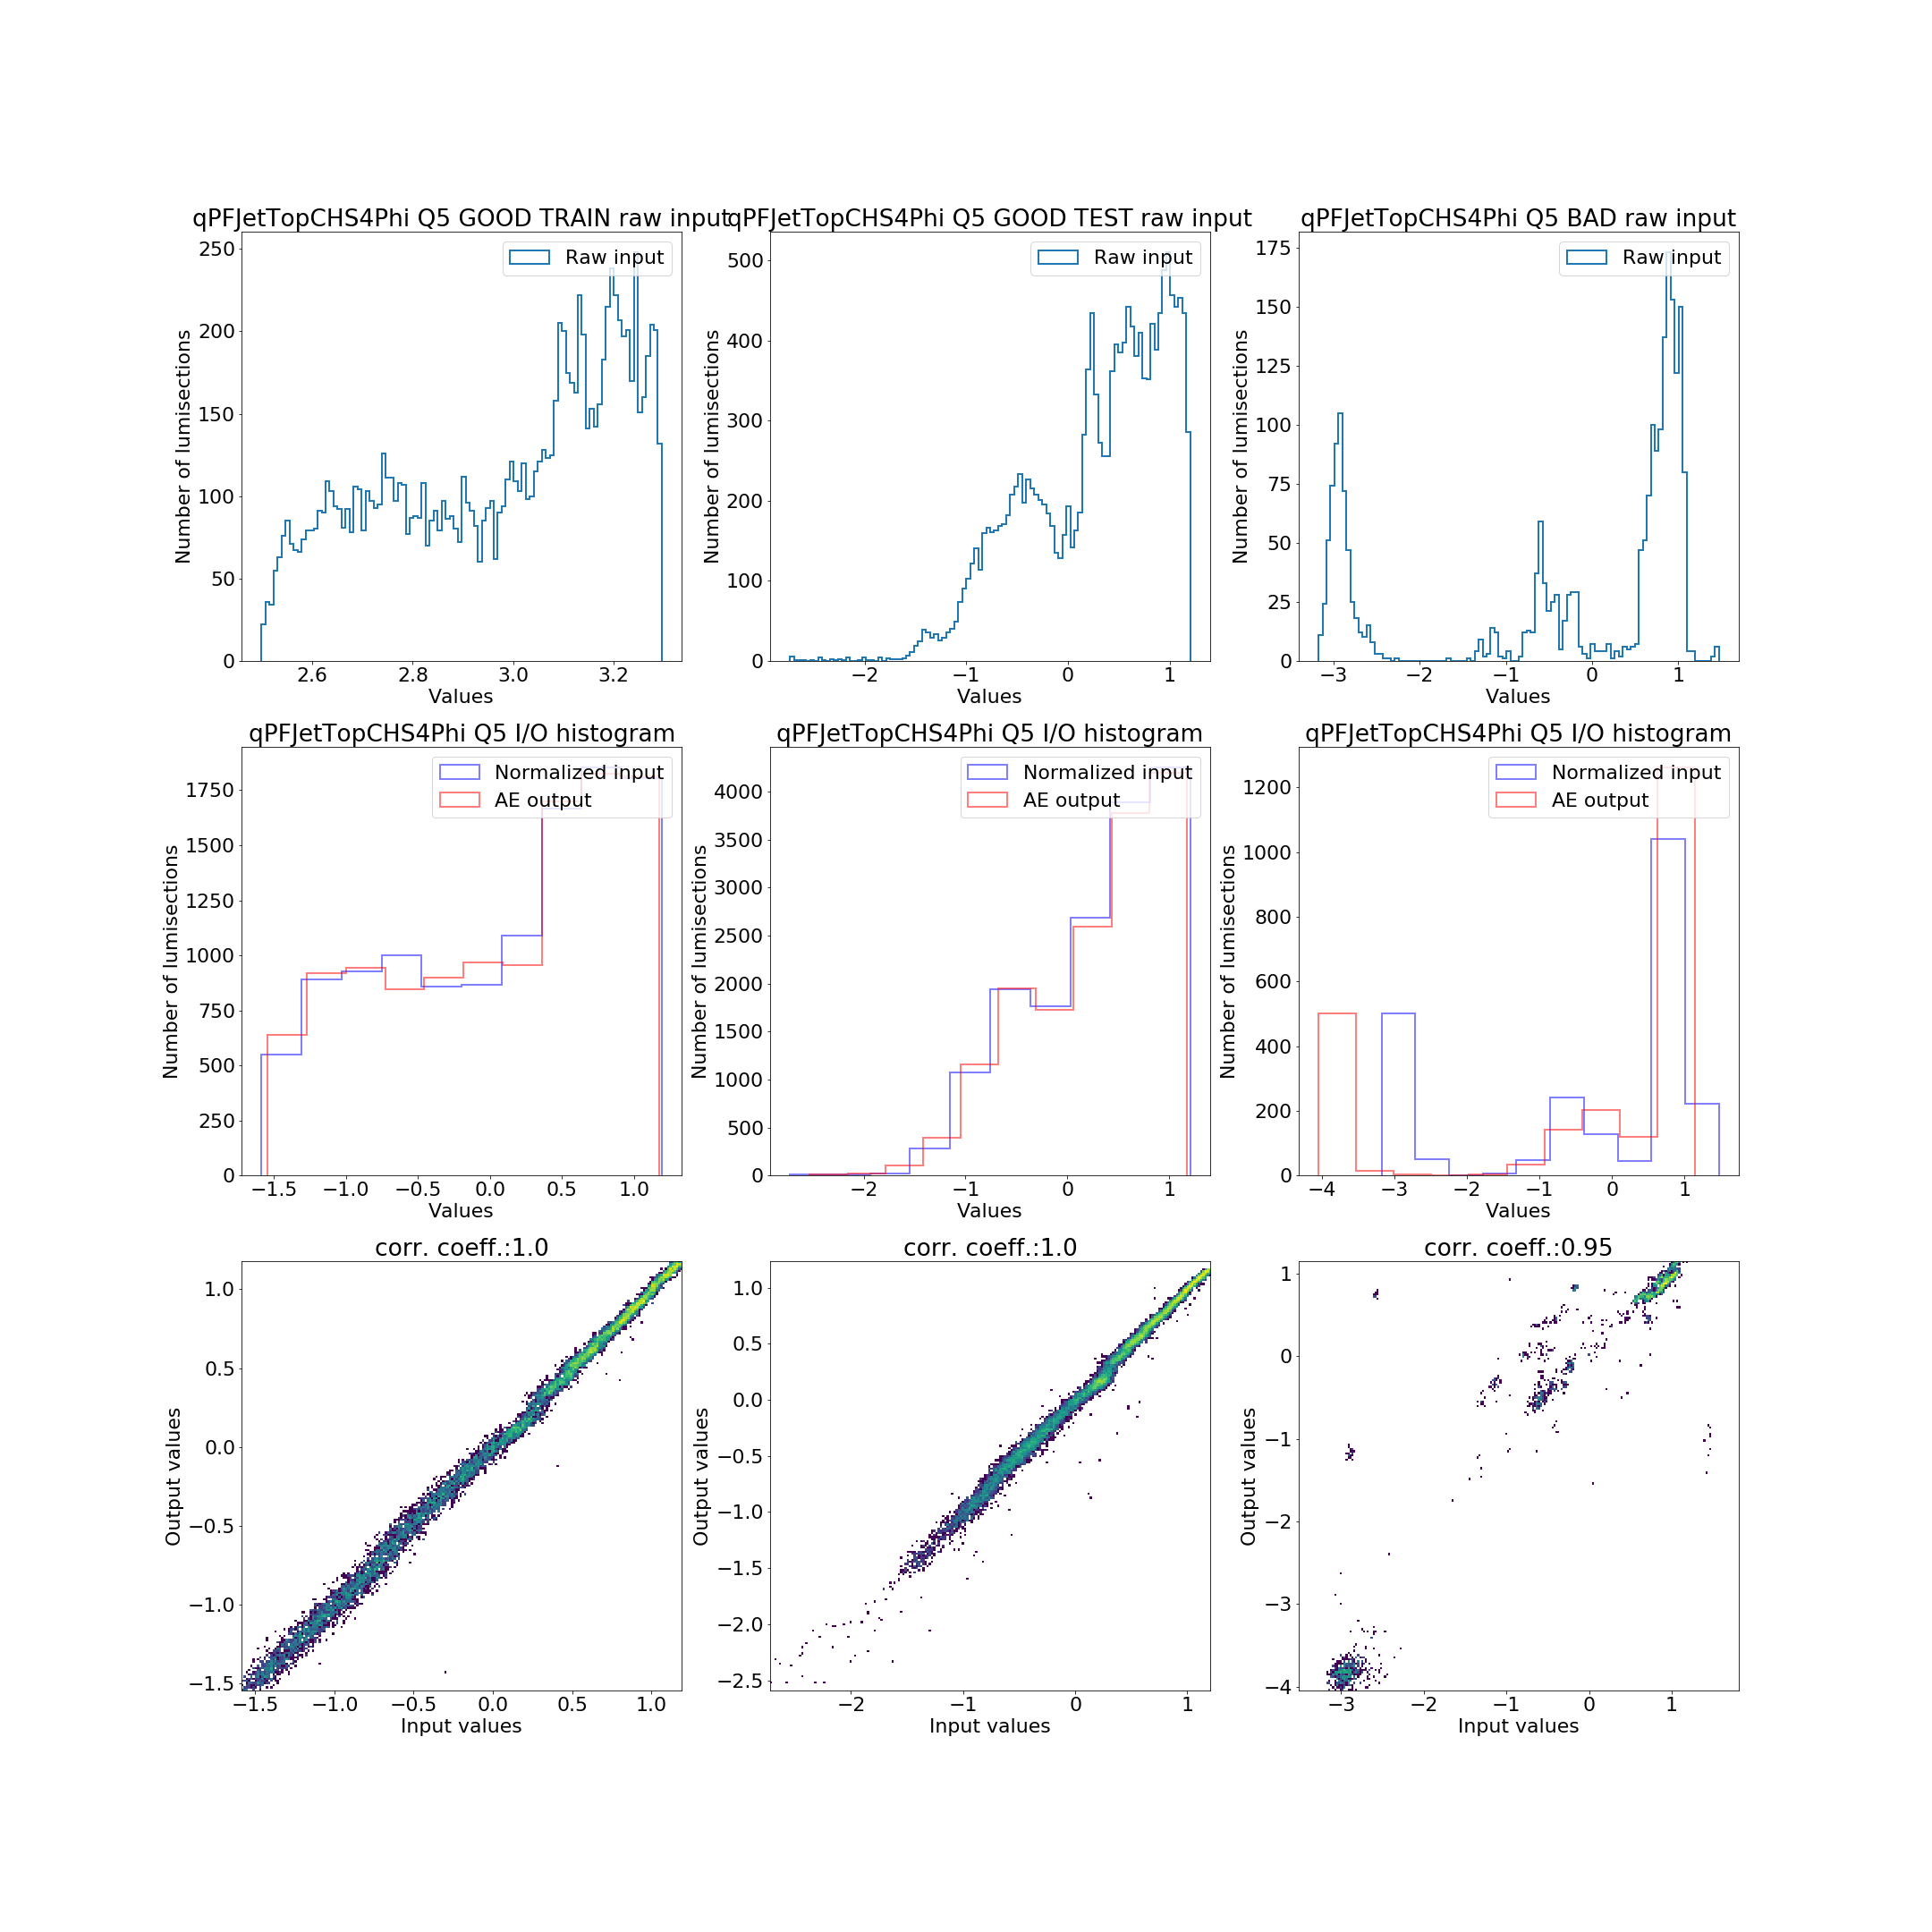 qPFJetTopCHS4Phi Q5 GOOD TRAIN raw input
qPFJetTopCHS4Phi Q5 GOOD TEST raw input
qPFJetTopCHS4Phi Q5 BAD raw input
Number of lumisections
250
200
150
100
50
0
Raw input
2.6 2.8 3.0 3.2
Values
Number of lumisections
500
400
300
200
100
0
Raw input
−2 −1 0 1
Values
Number of lumisections
175
150
125
100
75
50
25
0
Raw input
−3 −2 −1 0 1
Values
qPFJetTopCHS4Phi Q5 I/O histogram
qPFJetTopCHS4Phi Q5 I/O histogram
qPFJetTopCHS4Phi Q5 I/O histogram
Number of lumisections
1750
1500
1250
1000
750
500
250
0
Normalized input
AE output
−1.5 −1.0 −0.5 0.0 0.5 1.0
Values
Number of lumisections
4000
3500
3000
2500
2000
1500
1000
500
0
Normalized input
AE output
−2 −1 0 1
Values
Number of lumisections
1200
1000
800
600
400
200
0
Normalized input
AE output
−4 −3 −2 −1 0 1
Values
corr. coeff.:1.0
corr. coeff.:1.0
corr. coeff.:0.95
Output values
1.0
0.5
0.0
−0.5
−1.0
−1.5
−1.5 −1.0 −0.5 0.0 0.5 1.0
Input values
Output values
1.0
0.5
0.0
−0.5
−1.0
−1.5
−2.0
−2.5
−2 −1 0 1
Input values
Output values
1
0
−1
−2
−3
−4
−3 −2 −1 0 1
Input values